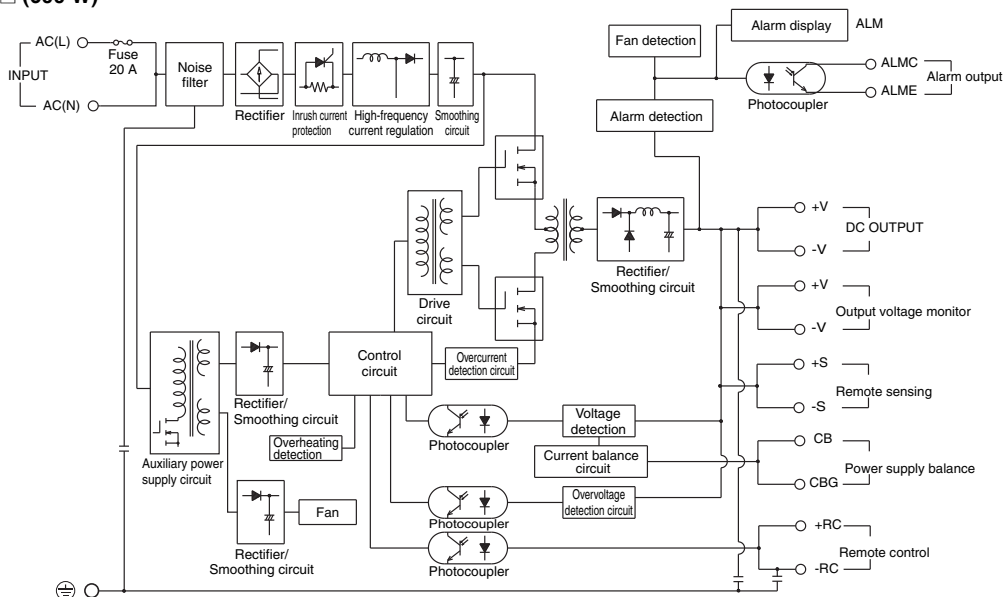 (600 W)
AC(L)
Fuse
20 A
INPUT
AC(N)
Noise
filter
Rectifier
Inrush current
protection
High-frequency
current regulation
Smoothing
circuit
Fan detection
Alarm display
ALM
ALMC
ALME
Alarm output
Photocoupler
Alarm detection
Drive
circuit
Rectifier/
Smoothing circuit
+V
-V
DC OUTPUT
+V
-V
Output voltage monitor
+S
-S
Remote sensing
CB
CBG
Power supply balance
+RC
-RC
Remote control
Control
circuit
Overcurrent
detection circuit
Rectifier/
Smoothing circuit
Auxiliary power
supply circuit
Overheating
detection
Photocoupler
Voltage
detection
Current balance
circuit
Photocoupler
Overvoltage
detection circuit
Photocoupler
Fan
Rectifier/
Smoothing circuit